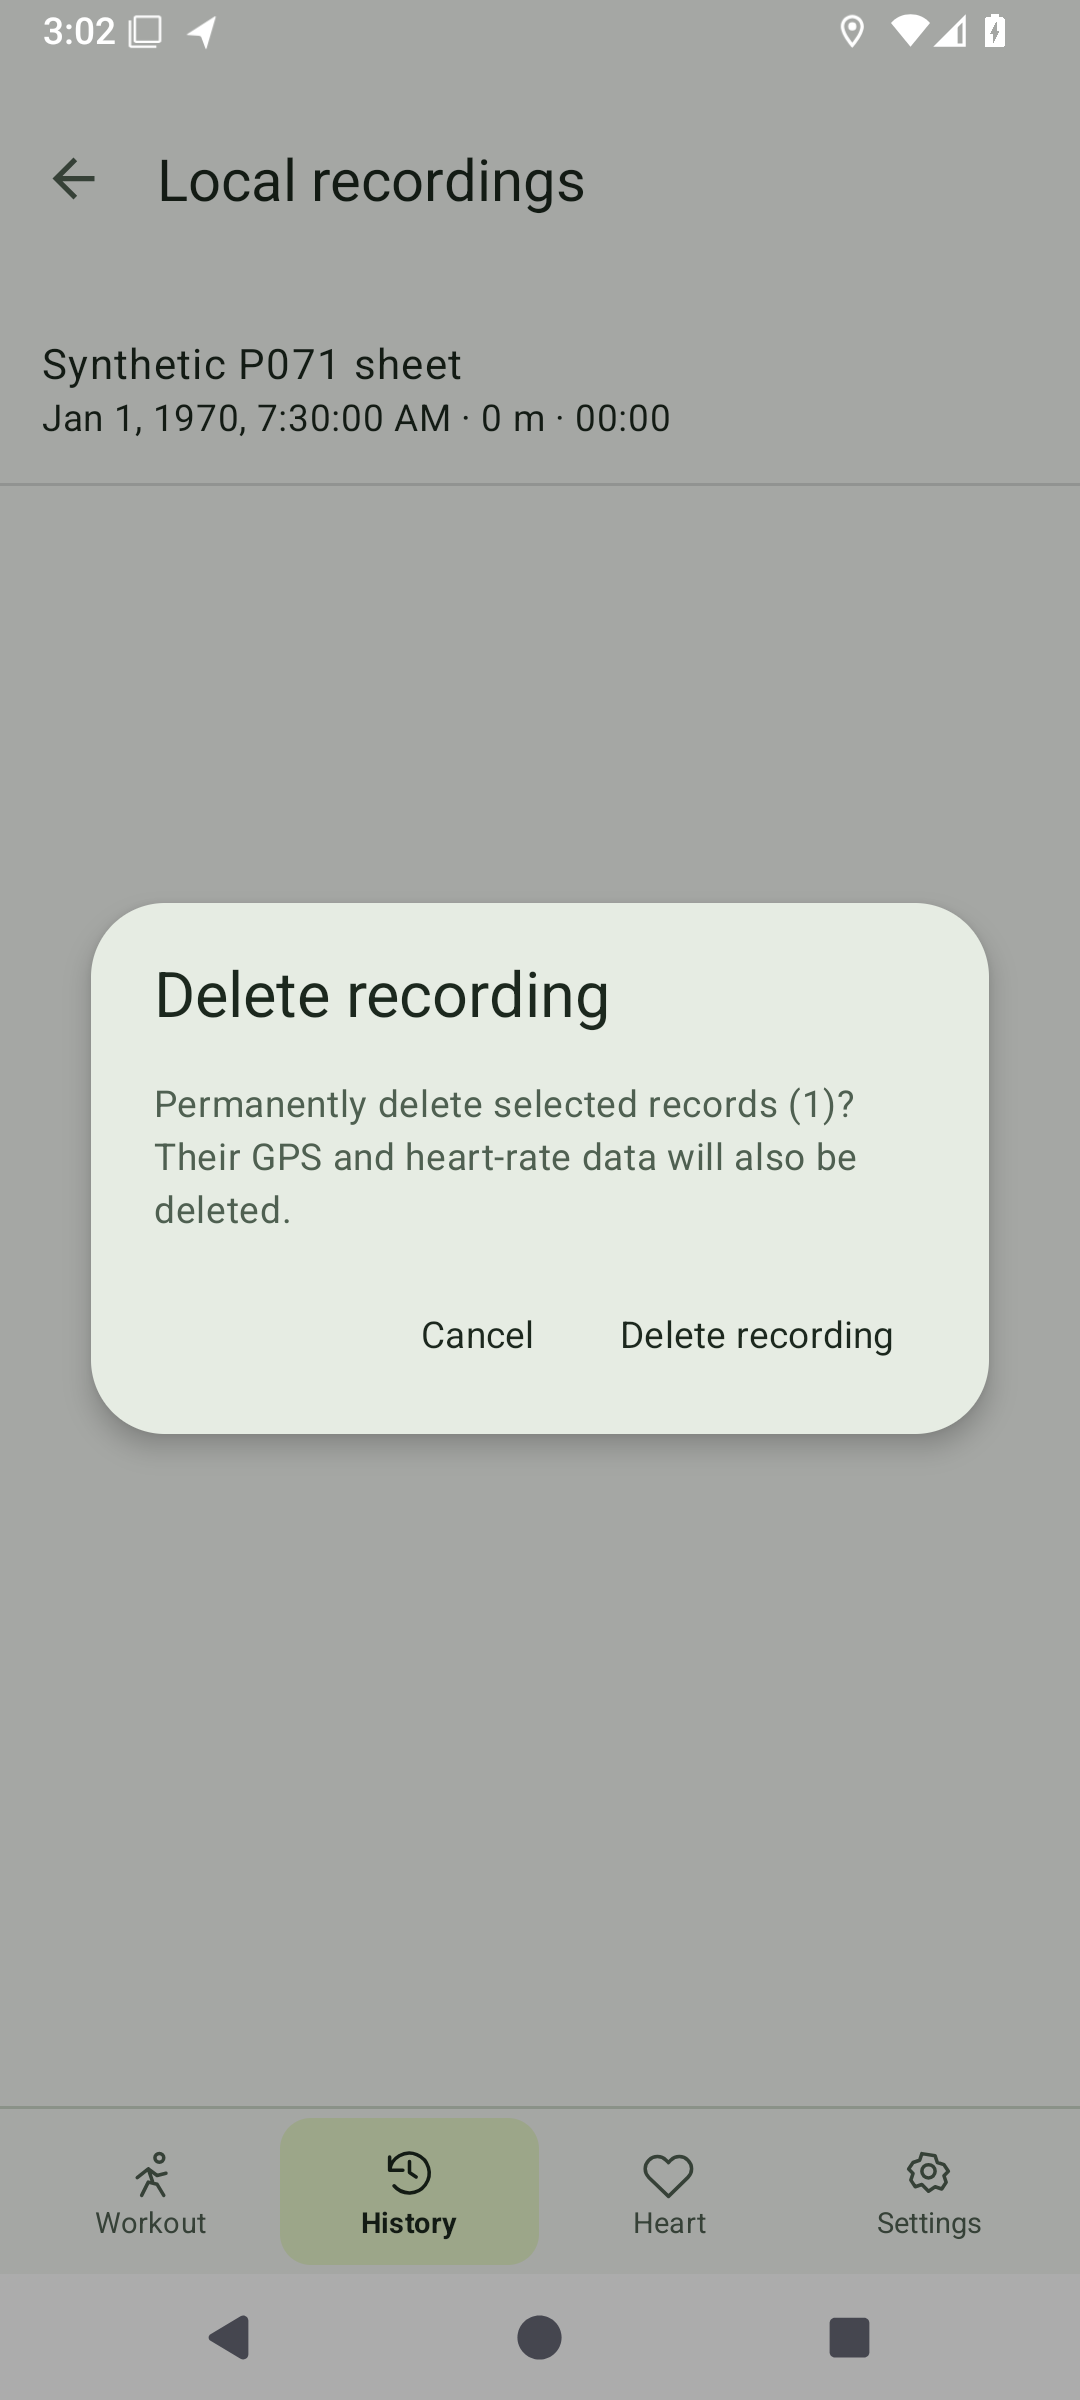 3:02
Local recordings
Synthetic P071 sheet
Jan 1, 1970, 7:30:00 AM · 0 m · 00:00
Delete recording
Permanently delete selected records (1)?
Their GPS and heart-rate data will also be
deleted.
Cancel Delete recording
Workout History Heart Settings